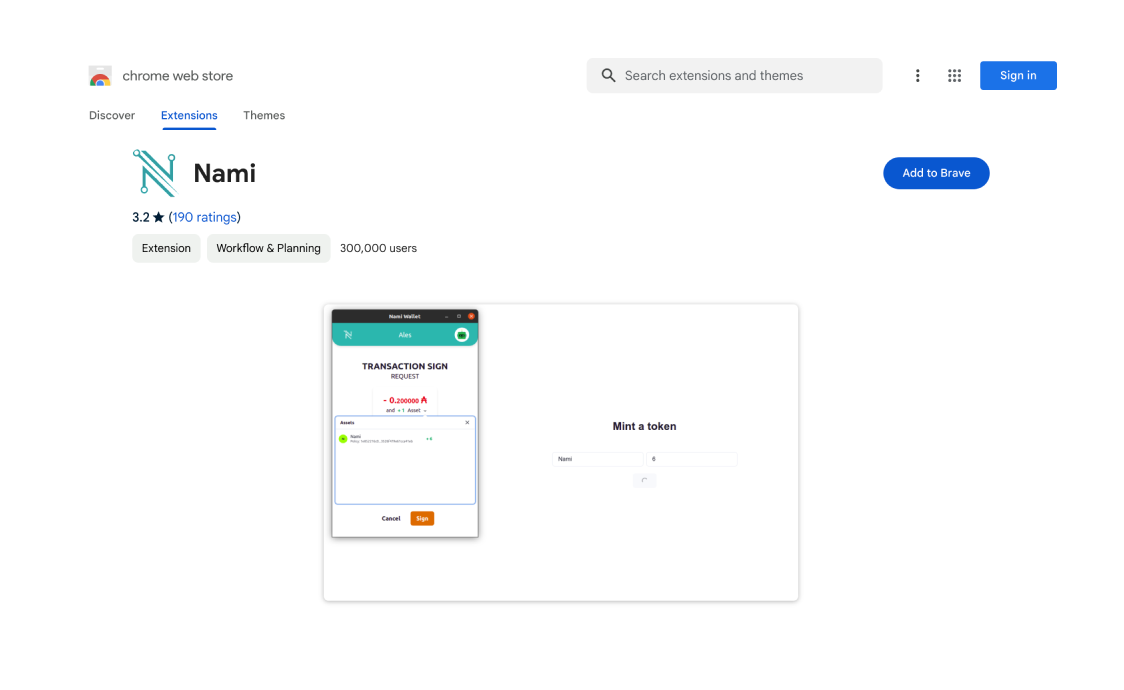 chrome web store
Search extensions and themes
Sign in
Discover Extensions Themes
Nami
Add to Brave
3.2 ★ (190 ratings)
Extension Workflow & Planning 300,000 users
Nami Wallet
Ales
TRANSACTION SIGN
REQUEST
- 0.200000 ₳
and + 1 Asset
Assets
Nami
+ 6
Cancel Sign
Mint a token
Nami 6